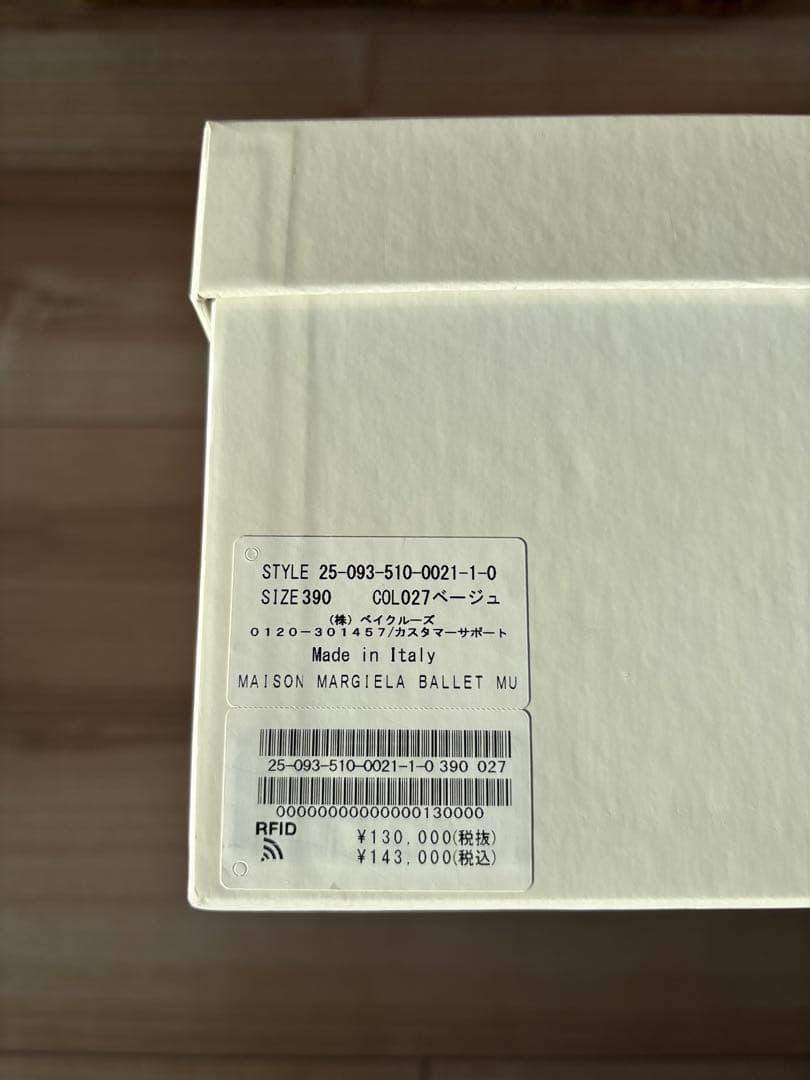 STYLE 25-093-510-0021-1-0
SIZE390 COL027ベージュ
(株) ベイクルーズ
0120-301457/カスタマーサポート
Made in Italy
MAISON MARGIELA BALLET MU
25-093-510-0021-1-0 390 027
00000000000000130000
RFID
¥130,000(税抜)
¥143,000(税込)